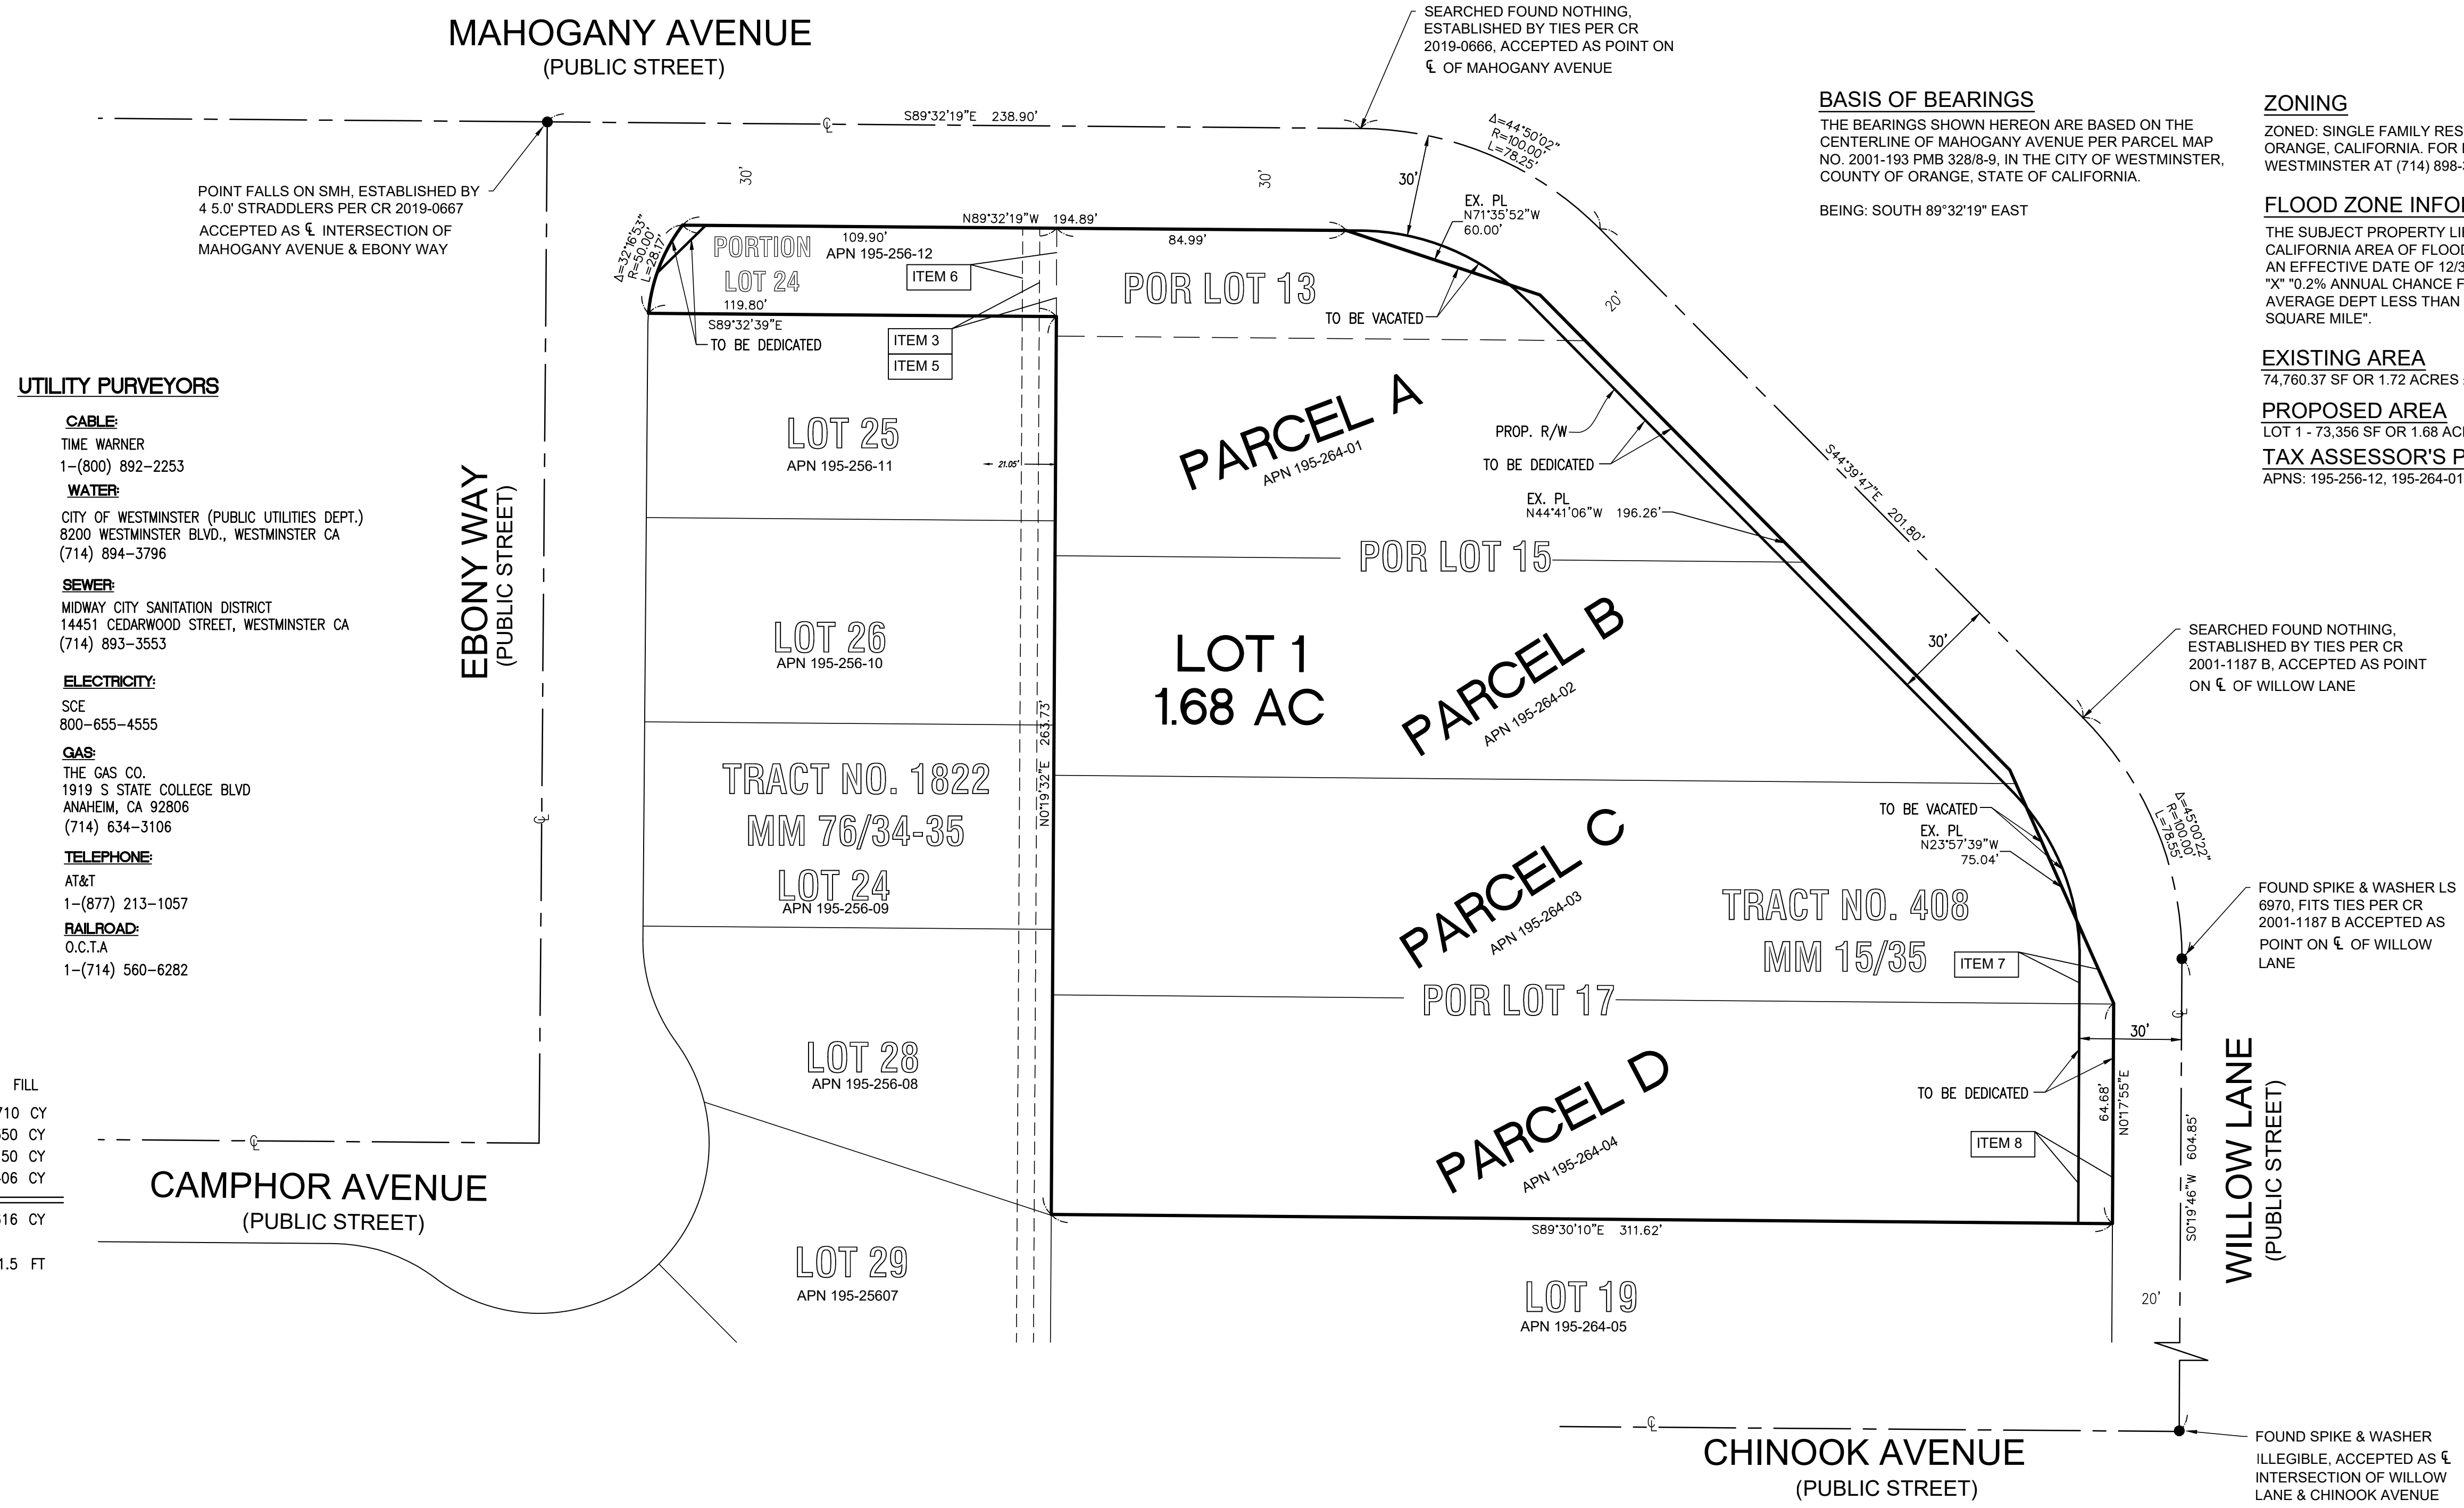 MAHOGANY AVENUE
(PUBLIC STREET)
SEARCHED FOUND NOTHING,
ESTABLISHED BY TIES PER CR
2019-0666, ACCEPTED AS POINT ON
℄ OF MAHOGANY AVENUE
BASIS OF BEARINGS
THE BEARINGS SHOWN HEREON ARE BASED ON THE
CENTERLINE OF MAHOGANY AVENUE PER PARCEL MAP
NO. 2001-193 PMB 328/8-9, IN THE CITY OF WESTMINSTER,
COUNTY OF ORANGE, STATE OF CALIFORNIA.
BEING: SOUTH 89°32'19" EAST
ZONING
ZONED: SINGLE FAMILY RES
ORANGE, CALIFORNIA. FOR
WESTMINSTER AT (714) 898-
FLOOD ZONE INFO
THE SUBJECT PROPERTY LI
CALIFORNIA AREA OF FLOOD
AN EFFECTIVE DATE OF 12/3
"X" "0.2% ANNUAL CHANCE F
AVERAGE DEPT LESS THAN
SQUARE MILE".
EXISTING AREA
74,760.37 SF OR 1.72 ACRES
PROPOSED AREA
LOT 1 - 73,356 SF OR 1.68 AC
TAX ASSESSOR'S P
APNS: 195-256-12, 195-264-01
℄
S89°32'19"E 238.90'
Δ=44°50'02"
R=100.00'
L=78.25'
POINT FALLS ON SMH, ESTABLISHED BY
4 5.0' STRADDLERS PER CR 2019-0667
ACCEPTED AS ℄ INTERSECTION OF
MAHOGANY AVENUE & EBONY WAY
30'
30'
30'
EX. PL
N71°35'52"W
60.00'
Δ=32°16'53"
R=50.00'
L=28.17'
N89°32'19"W 194.89'
109.90'
84.99'
PORTION
LOT 24
APN 195-256-12
ITEM 6
POR LOT 13
TO BE VACATED
20'
119.80'
S89°32'39"E
TO BE DEDICATED
ITEM 3
ITEM 5
UTILITY PURVEYORS
CABLE:
TIME WARNER
1-(800) 892-2253
WATER:
CITY OF WESTMINSTER (PUBLIC UTILITIES DEPT.)
8200 WESTMINSTER BLVD., WESTMINSTER CA
(714) 894-3796
SEWER:
MIDWAY CITY SANITATION DISTRICT
14451 CEDARWOOD STREET, WESTMINSTER CA
(714) 893-3553
ELECTRICITY:
SCE
800-655-4555
GAS:
THE GAS CO.
1919 S STATE COLLEGE BLVD
ANAHEIM, CA 92806
(714) 634-3106
TELEPHONE:
AT&T
1-(877) 213-1057
RAILROAD:
O.C.T.A
1-(714) 560-6282
EBONY WAY
(PUBLIC STREET)
℄
LOT 25
APN 195-256-11
21.05'
PARCEL A
APN 195-264-01
PROP. R/W
TO BE DEDICATED
EX. PL
N44°41'06"W 196.26'
S44°39'47"E 201.80'
POR LOT 15
LOT 26
APN 195-256-10
LOT 1
1.68 AC
PARCEL B
APN 195-264-02
30'
SEARCHED FOUND NOTHING,
ESTABLISHED BY TIES PER CR
2001-1187 B, ACCEPTED AS POINT
ON ℄ OF WILLOW LANE
N0°19'32"E 263.73'
TRACT NO. 1822
MM 76/34-35
LOT 24
APN 195-256-09
PARCEL C
APN 195-264-03
TO BE VACATED
EX. PL
N23°57'39"W
75.04'
Δ=45°00'22"
R=100.00'
L=78.55'
TRACT NO. 408
MM 15/35
ITEM 7
FOUND SPIKE & WASHER LS
6970, FITS TIES PER CR
2001-1187 B ACCEPTED AS
POINT ON ℄ OF WILLOW
LANE
POR LOT 17
℄
30'
LOT 28
APN 195-256-08
PARCEL D
APN 195-264-04
TO BE DEDICATED
64.68'
N0°17'55"E
ITEM 8
S0°19'46"W 604.85'
WILLOW LANE
(PUBLIC STREET)
FILL
710 CY
50 CY
50 CY
06 CY
616 CY
1.5 FT
℄
CAMPHOR AVENUE
(PUBLIC STREET)
S89°30'10"E 311.62'
LOT 29
APN 195-25607
LOT 19
APN 195-264-05
20'
℄
CHINOOK AVENUE
(PUBLIC STREET)
FOUND SPIKE & WASHER
ILLEGIBLE, ACCEPTED AS ℄
INTERSECTION OF WILLOW
LANE & CHINOOK AVENUE